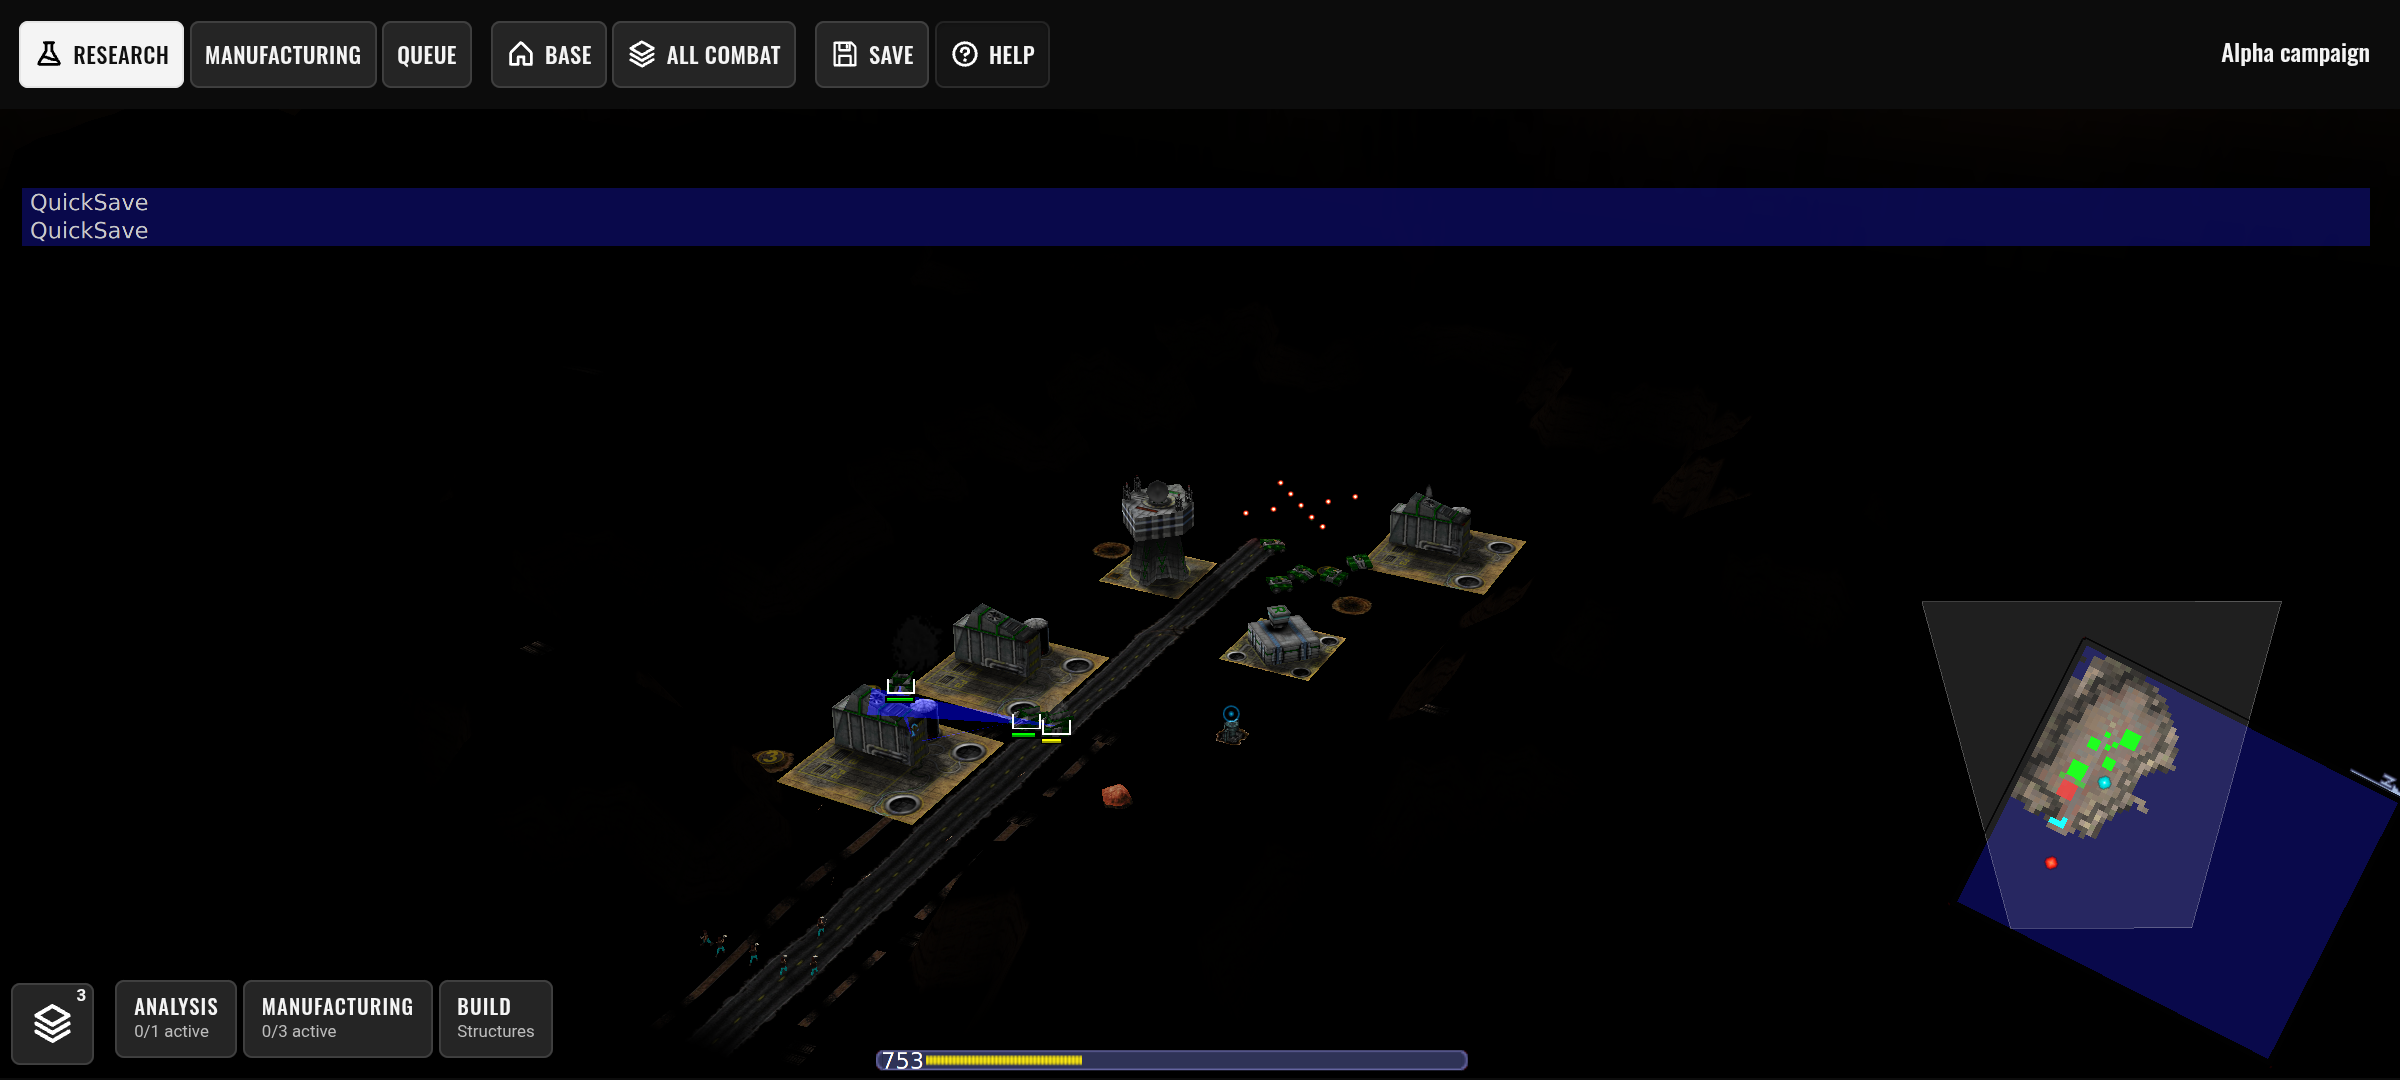 RESEARCH
MANUFACTURING
QUEUE
BASE
ALL COMBAT
SAVE
HELP
Alpha campaign
QuickSave
QuickSave
3
N
3
ANALYSIS
0/1 active
MANUFACTURING
0/3 active
BUILD
Structures
753